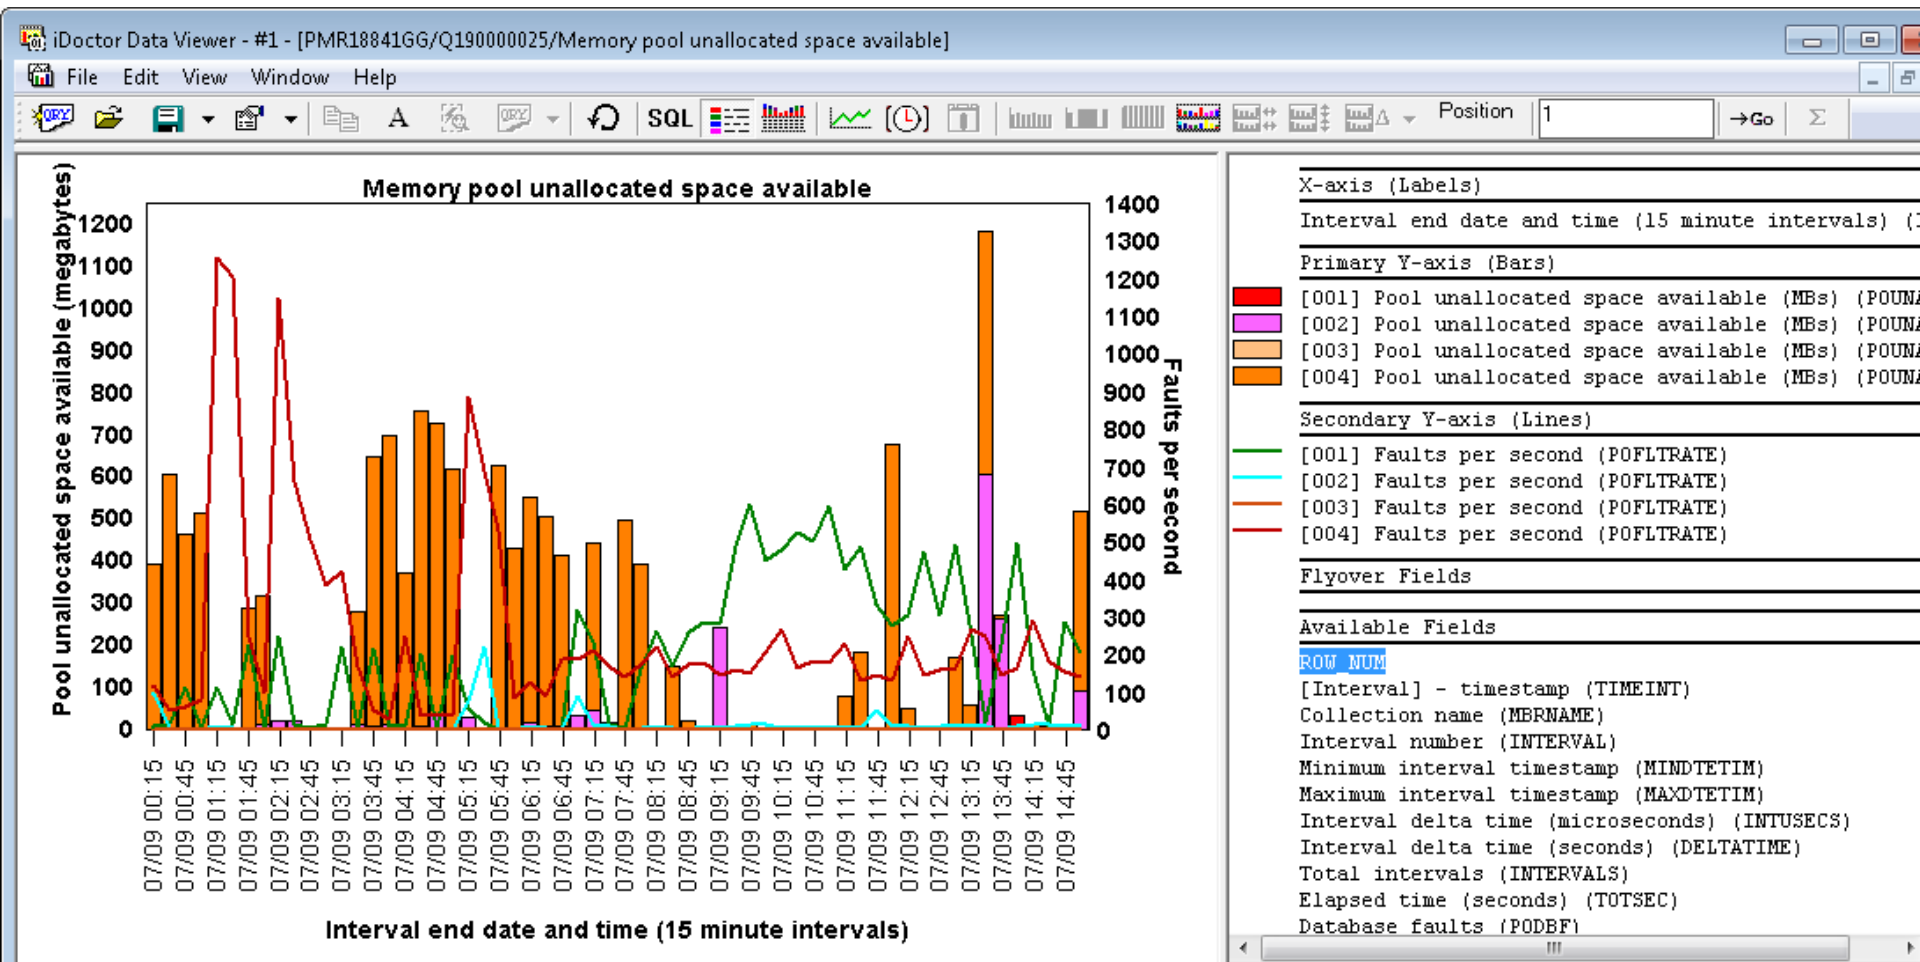 iDoctor Data Viewer - #1 - [PMR18841GG/Q190000025/Memory pool unallocated space available]
File Edit View Window Help
QRY A QRY SQL Position 1 →Go Σ
Memory pool unallocated space available
Pool unallocated space available (megabytes)
1200
1100
1000
900
800
700
600
500
400
300
200
100
0
1400
1300
1200
1100
1000
900
800
700
600
500
400
300
200
100
0
Faults per second
07/09 00:15
07/09 00:45
07/09 01:15
07/09 01:45
07/09 02:15
07/09 02:45
07/09 03:15
07/09 03:45
07/09 04:15
07/09 04:45
07/09 05:15
07/09 05:45
07/09 06:15
07/09 06:45
07/09 07:15
07/09 07:45
07/09 08:15
07/09 08:45
07/09 09:15
07/09 09:45
07/09 10:15
07/09 10:45
07/09 11:15
07/09 11:45
07/09 12:15
07/09 12:45
07/09 13:15
07/09 13:45
07/09 14:15
07/09 14:45
Interval end date and time (15 minute intervals)
X-axis (Labels)
Interval end date and time (15 minute intervals)
Primary Y-axis (Bars)
[001] Pool unallocated space available (MBs) (POUNA
[002] Pool unallocated space available (MBs) (POUNA
[003] Pool unallocated space available (MBs) (POUNA
[004] Pool unallocated space available (MBs) (POUNA
Secondary Y-axis (Lines)
[001] Faults per second (POFLTRATE)
[002] Faults per second (POFLTRATE)
[003] Faults per second (POFLTRATE)
[004] Faults per second (POFLTRATE)
Flyover Fields
Available Fields
ROW_NUM
[Interval] - timestamp (TIMEINT)
Collection name (MBRNAME)
Interval number (INTERVAL)
Minimum interval timestamp (MINDTETIM)
Maximum interval timestamp (MAXDTETIM)
Interval delta time (microseconds) (INTUSECS)
Interval delta time (seconds) (DELTATIME)
Total intervals (INTERVALS)
Elapsed time (seconds) (TOTSEC)
Database faults (PODBF)